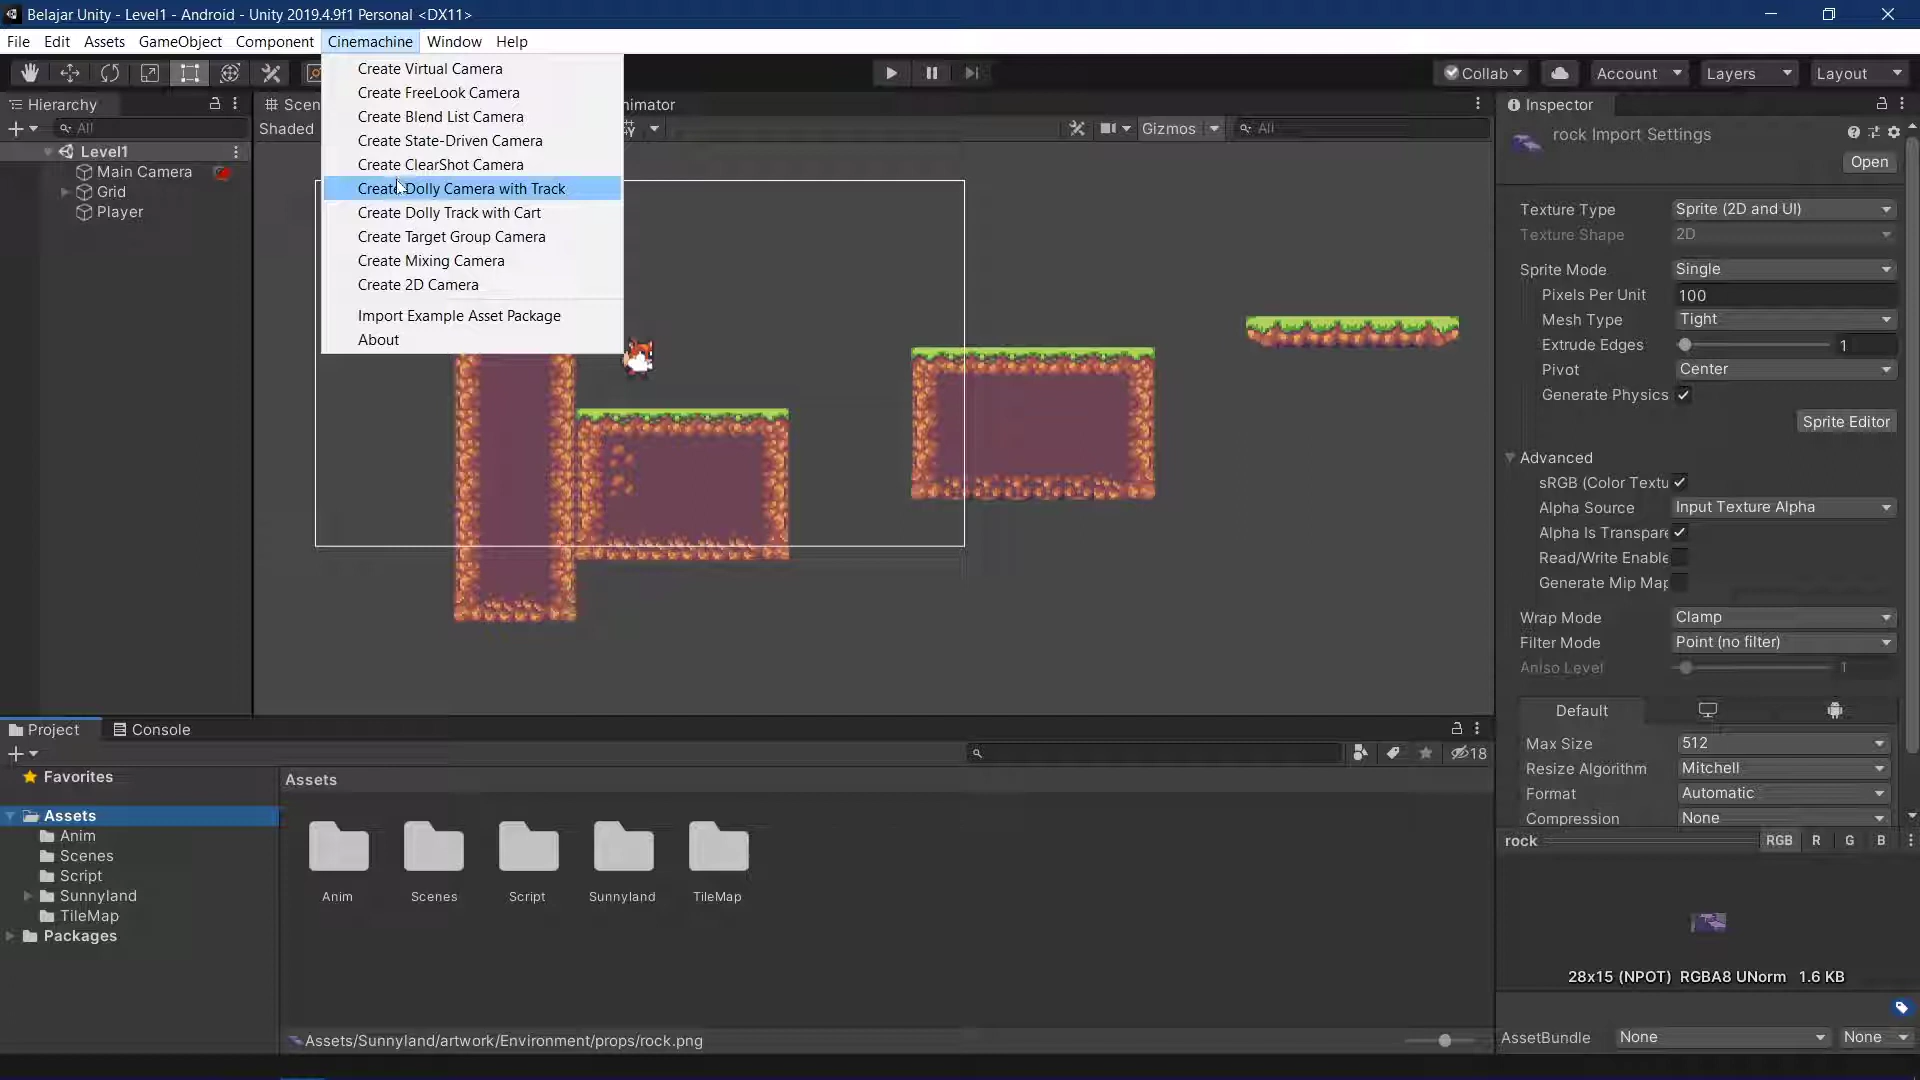 Belajar Unity - Level1 - Android - Unity 2019.4.9f1 Personal <DX11>
File Edit Assets GameObject Component Cinemachine Window Help
Collab Account Layers Layout
Hierarchy
All
Level1
Main Camera
Grid
Player
Scen
nimator
Shaded
Gizmos
All
Create Virtual Camera
Create FreeLook Camera
Create Blend List Camera
Create State-Driven Camera
Create ClearShot Camera
Create Dolly Camera with Track
Create Dolly Track with Cart
Create Target Group Camera
Create Mixing Camera
Create 2D Camera
Import Example Asset Package
About
Inspector
rock Import Settings
Open
Texture Type Sprite (2D and UI)
Texture Shape 2D
Sprite Mode Single
Pixels Per Unit 100
Mesh Type Tight
Extrude Edges 1
Pivot Center
Generate Physics
Sprite Editor
Advanced
sRGB (Color Textu
Alpha Source Input Texture Alpha
Alpha Is Transpare
Read/Write Enable
Generate Mip Map
Wrap Mode Clamp
Filter Mode Point (no filter)
Aniso Level 1
Default
Max Size 512
Resize Algorithm Mitchell
Format Automatic
Compression None
rock RGB R G B
28x15 (NPOT) RGBA8 UNorm 1.6 KB
AssetBundle None None
Project Console
18
Favorites
Assets
Anim
Scenes
Script
Sunnyland
TileMap
Packages
Assets
Anim Scenes Script Sunnyland TileMap
Assets/Sunnyland/artwork/Environment/props/rock.png